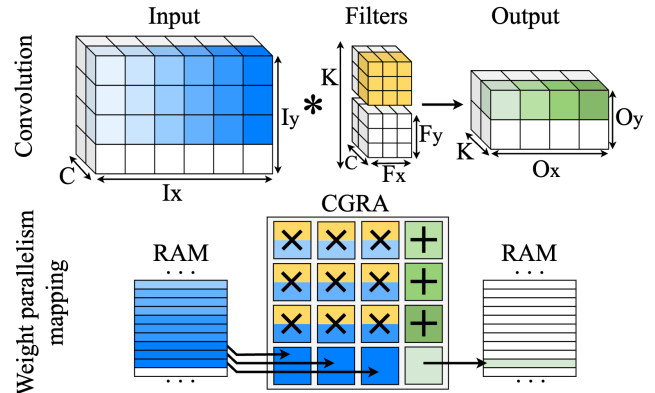 Input
Filters
Output
Convolution
C
Ix
Iy
*
K
C
Fx
Fy
K
Ox
Oy
Weight parallelism
mapping
RAM
. . .
. . .
CGRA
× × × +
× × × +
× × × +
RAM
. . .
. . .